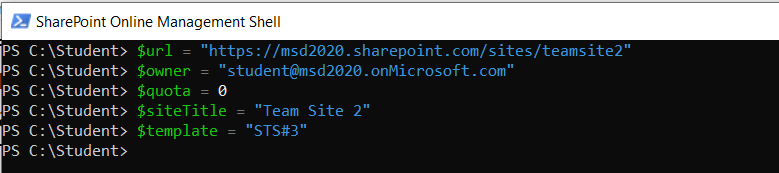 SharePoint Online Management Shell
PS C:\Student> $url = "https://msd2020.sharepoint.com/sites/teamsite2"
PS C:\Student> $owner = "student@msd2020.onMicrosoft.com"
PS C:\Student> $quota = 0
PS C:\Student> $siteTitle = "Team Site 2"
PS C:\Student> $template = "STS#3"
PS C:\Student>